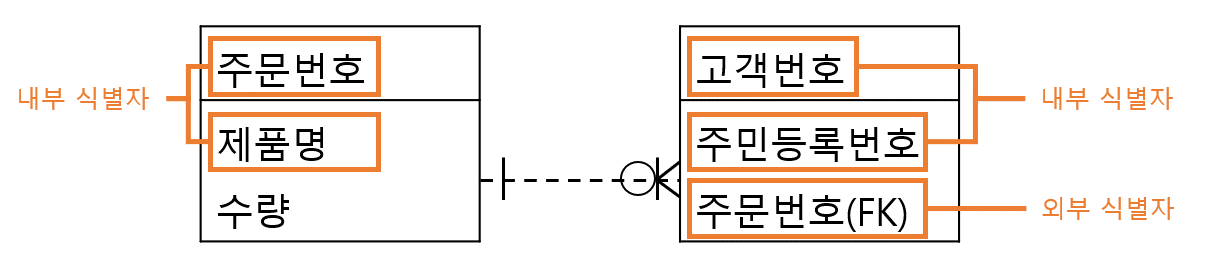 주문번호
고객번호
내부 식별자
내부 식별자
제품명
주민등록번호
수량
주문번호(FK)
외부 식별자